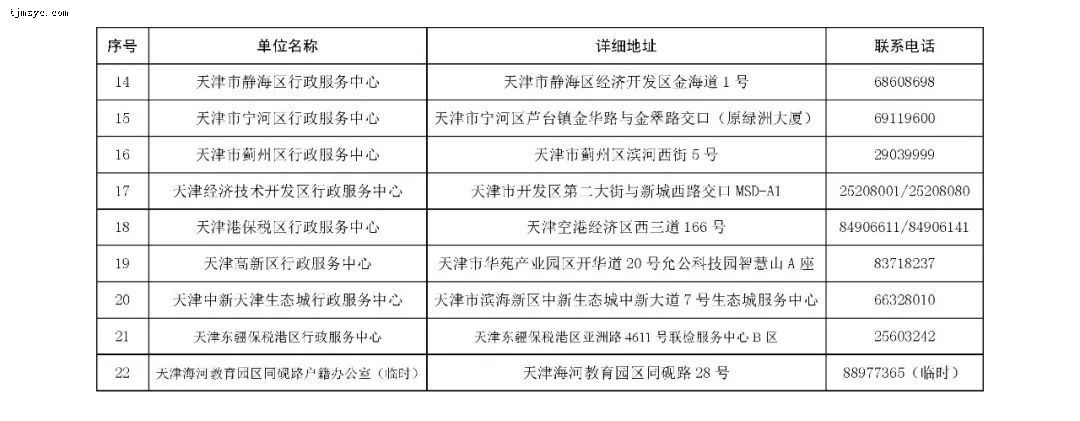 tjmzyc.com
序号 单位名称 详细地址 联系电话
14 天津市静海区行政服务中心 天津市静海区经济开发区金海道1号 68608698
15 天津市宁河区行政服务中心 天津市宁河区芦台镇金华路与金翠路交口（原绿洲大厦） 69119600
16 天津市蓟州区行政服务中心 天津市蓟州区滨河西街5号 29039999
17 天津经济技术开发区行政服务中心 天津市开发区第二大街与新城西路交口MSD-A1 25208001/25208080
18 天津港保税区行政服务中心 天津空港经济区西三道166号 84906611/84906141
19 天津高新区行政服务中心 天津市华苑产业园区开华道20号允公科技园智慧山A座 83718237
20 天津中新天津生态城行政服务中心 天津市滨海新区中新生态城中新大道7号生态城服务中心 66328010
21 天津东疆保税港区行政服务中心 天津东疆保税港区亚洲路4611号联检服务中心B区 25603242
22 天津海河教育园区同砚路户籍办公室（临时） 天津海河教育园区同砚路28号 88977365（临时）